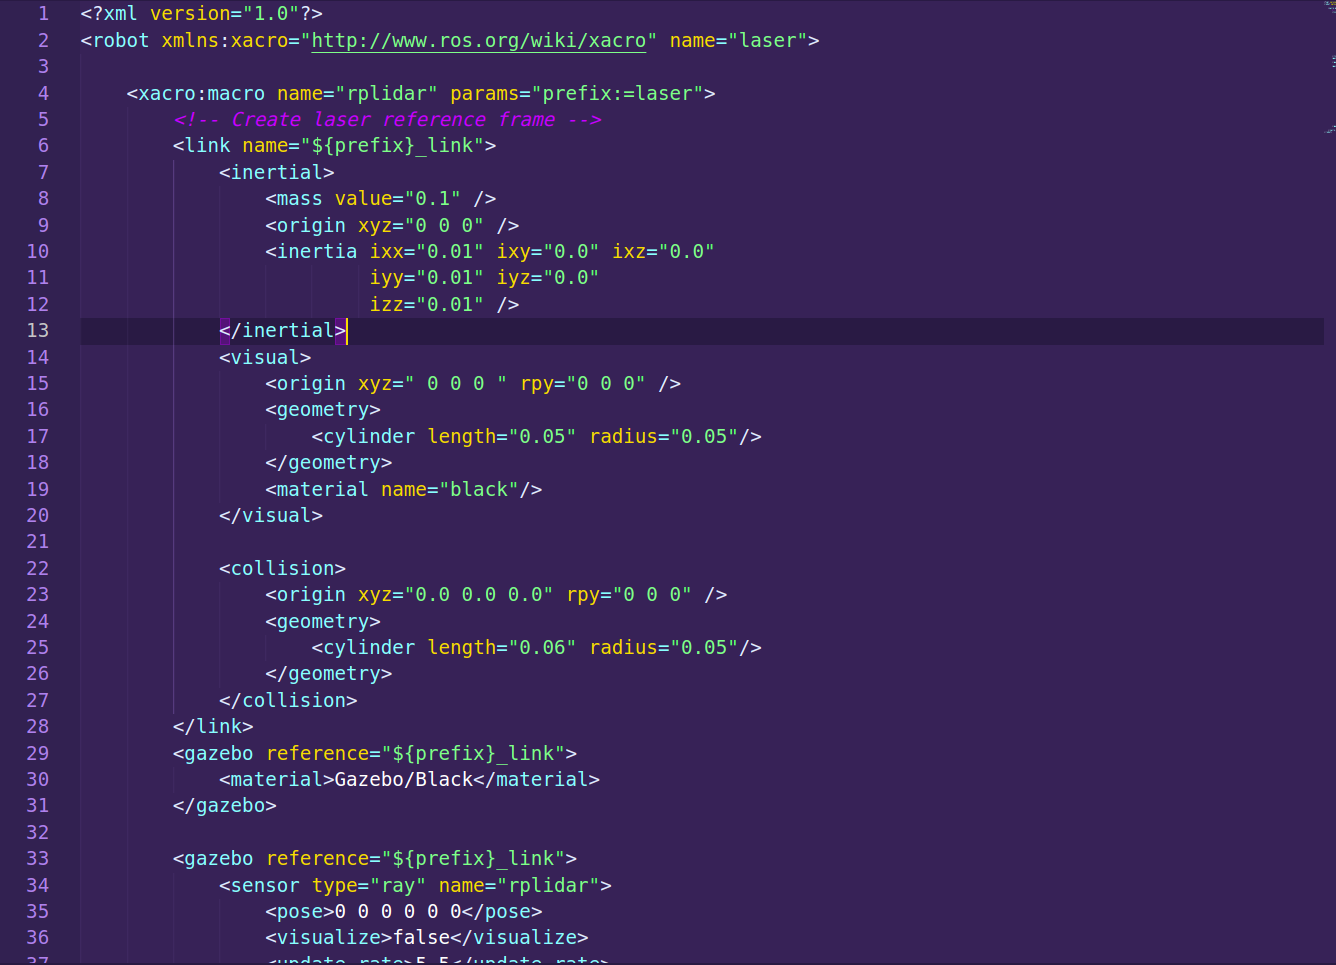 1 <?xml version="1.0"?>
2 <robot xmlns:xacro="http://www.ros.org/wiki/xacro" name="laser">
3
4     <xacro:macro name="rplidar" params="prefix:=laser">
5         <!-- Create laser reference frame -->
6         <link name="${prefix}_link">
7             <inertial>
8                 <mass value="0.1" />
9                 <origin xyz="0 0 0" />
10                 <inertia ixx="0.01" ixy="0.0" ixz="0.0"
11                          iyy="0.01" iyz="0.0"
12                          izz="0.01" />
13             </inertial>
14             <visual>
15                 <origin xyz=" 0 0 0 " rpy="0 0 0" />
16                 <geometry>
17                     <cylinder length="0.05" radius="0.05"/>
18                 </geometry>
19                 <material name="black"/>
20             </visual>
21
22             <collision>
23                 <origin xyz="0.0 0.0 0.0" rpy="0 0 0" />
24                 <geometry>
25                     <cylinder length="0.06" radius="0.05"/>
26                 </geometry>
27             </collision>
28         </link>
29         <gazebo reference="${prefix}_link">
30             <material>Gazebo/Black</material>
31         </gazebo>
32
33         <gazebo reference="${prefix}_link">
34             <sensor type="ray" name="rplidar">
35                 <pose>0 0 0 0 0 0</pose>
36                 <visualize>false</visualize>
37                 <update_rate>5.5</update_rate>